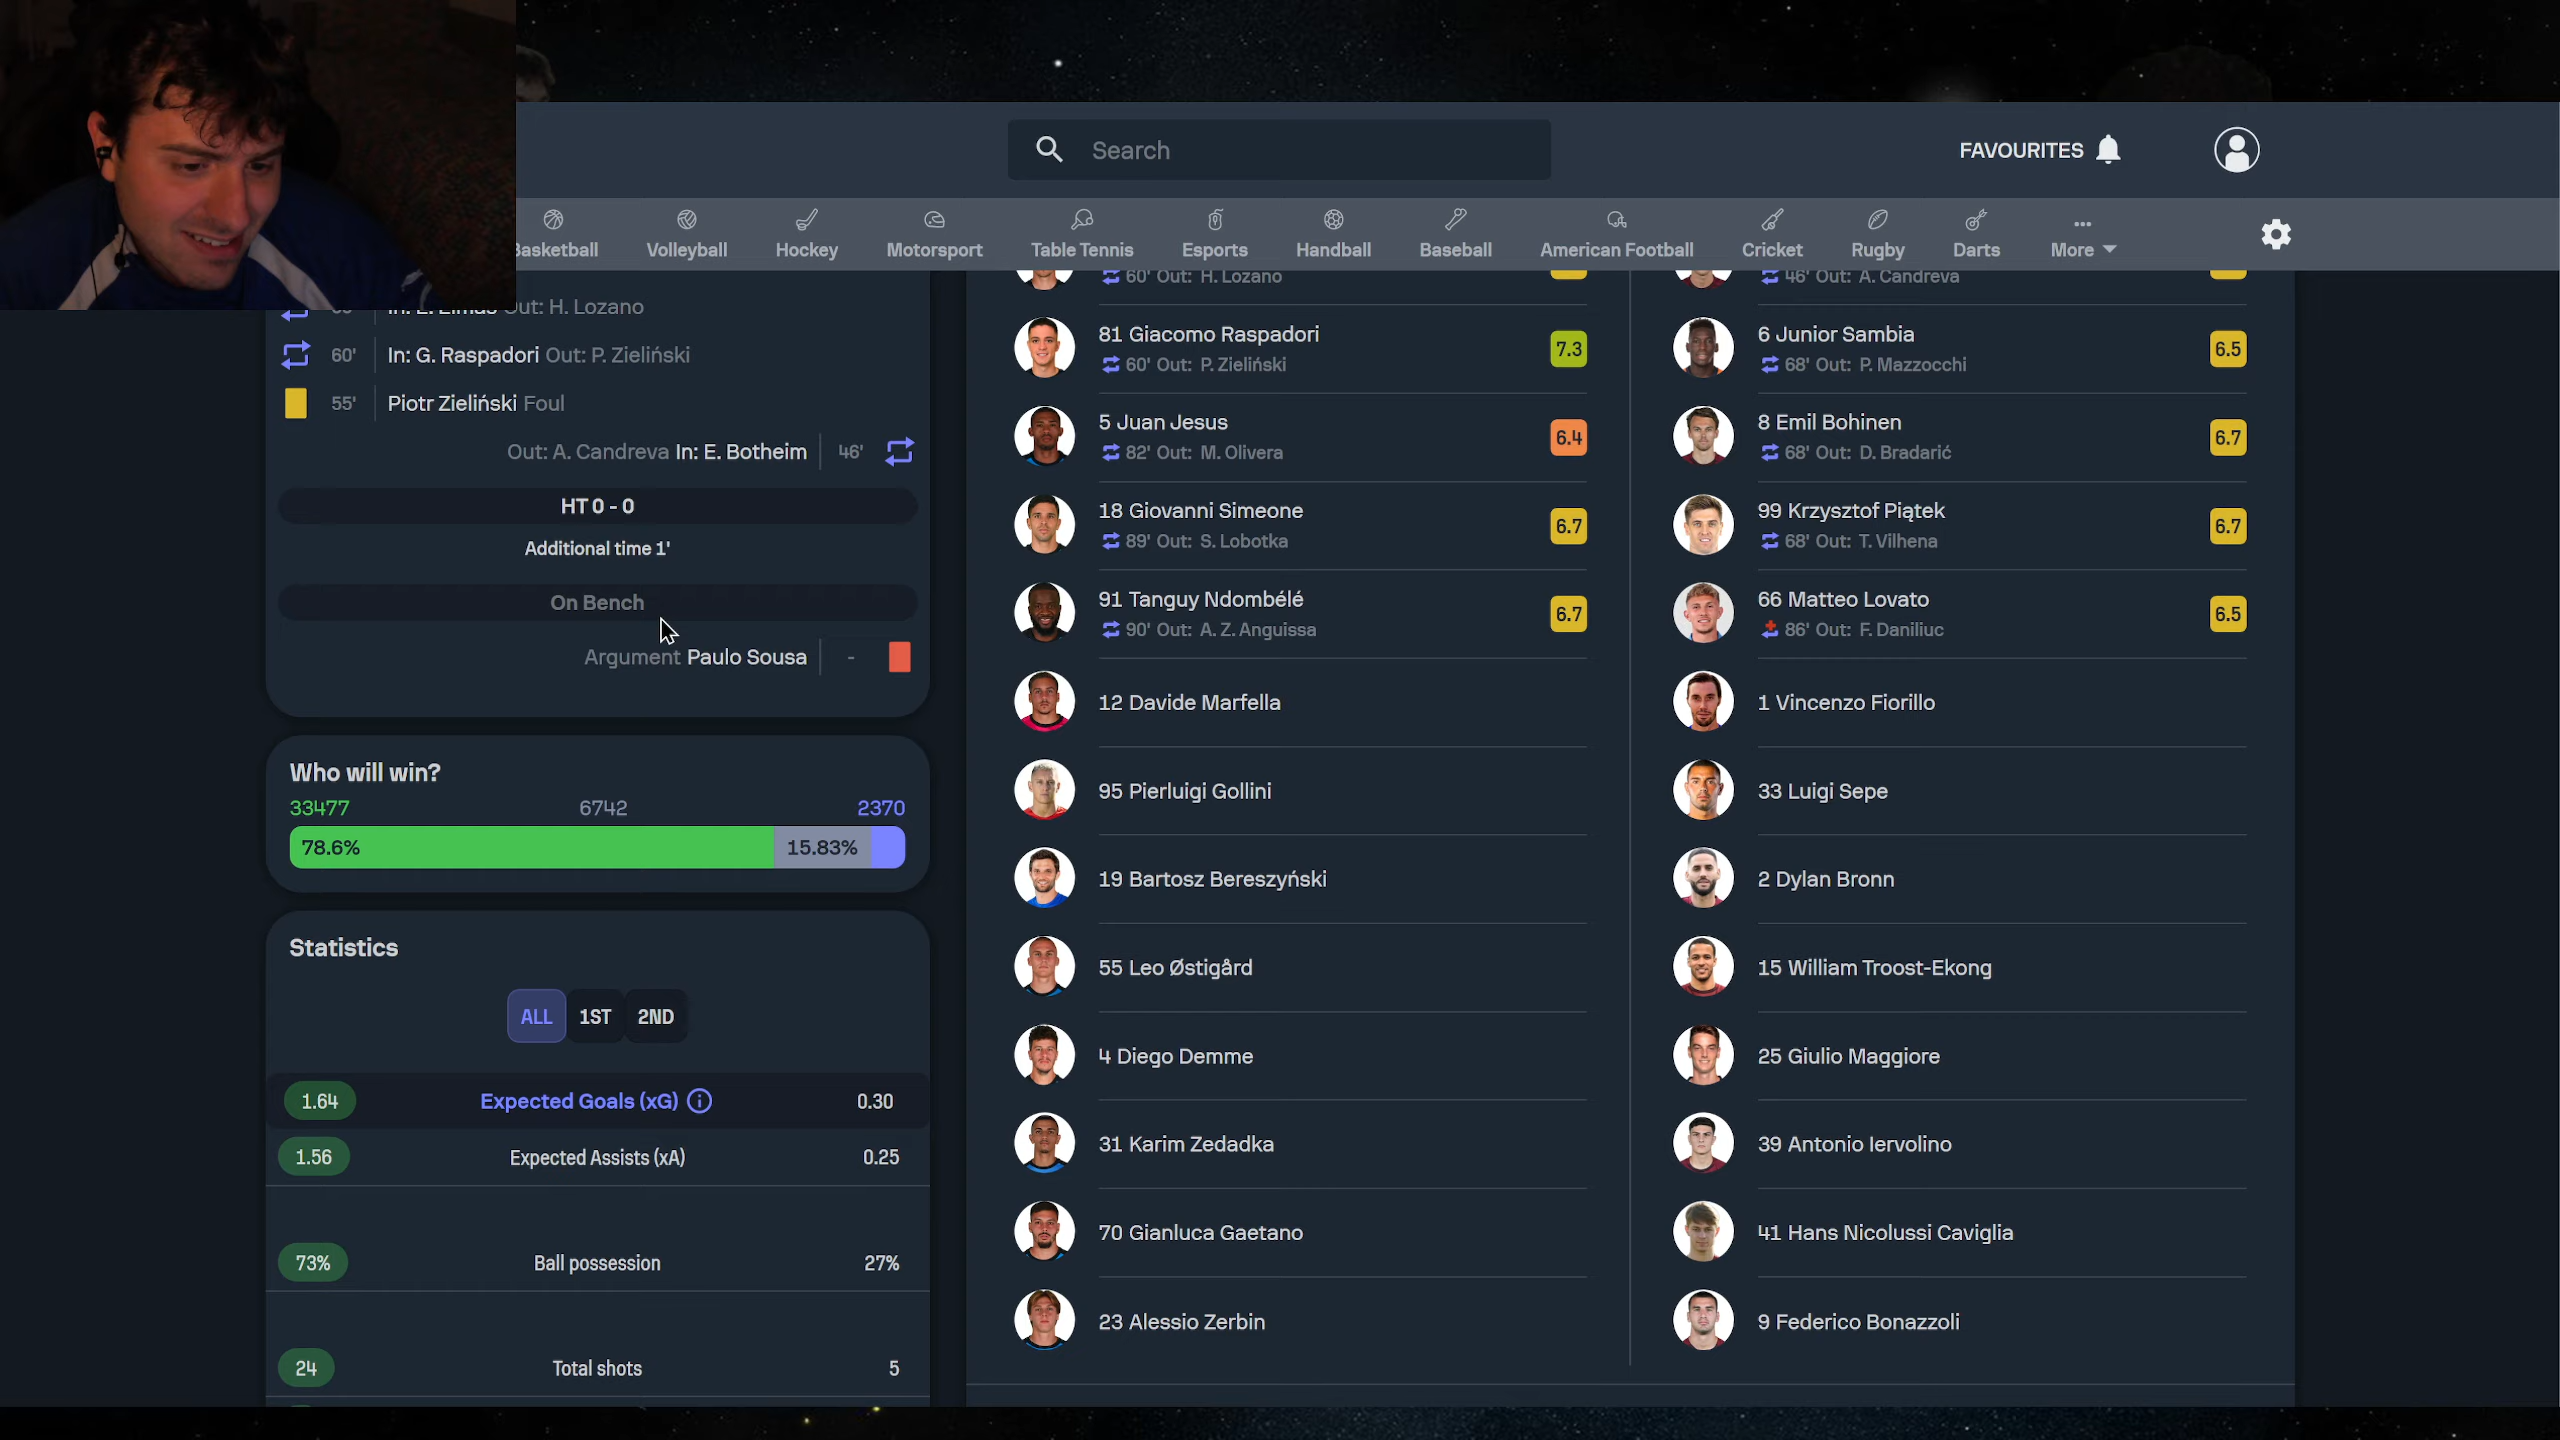 Search
FAVOURITES
Basketball
Volleyball
Hockey
Motorsport
Table Tennis
Esports
Handball
Baseball
American Football
Cricket
Rugby
Darts
More
Out: H. Lozano
60' In: G. Raspadori Out: P. Zieliński
55' Piotr Zieliński Foul
Out: A. Candreva In: E. Botheim 46'
HT 0 - 0
Additional time 1'
On Bench
Argument Paulo Sousa -
Who will win?
33477 6742 2370
78.6% 15.83%
Statistics
ALL 1ST 2ND
1.64 Expected Goals (xG) 0.30
1.56 Expected Assists (xA) 0.25
73% Ball possession 27%
24 Total shots 5
60' Out: H. Lozano
81 Giacomo Raspadori
60' Out: P. Zieliński
7.3
5 Juan Jesus
82' Out: M. Olivera
6.4
18 Giovanni Simeone
89' Out: S. Lobotka
6.7
91 Tanguy Ndombélé
90' Out: A. Z. Anguissa
6.7
12 Davide Marfella
95 Pierluigi Gollini
19 Bartosz Bereszyński
55 Leo Østigård
4 Diego Demme
31 Karim Zedadka
70 Gianluca Gaetano
23 Alessio Zerbin
46' Out: A. Candreva
6 Junior Sambia
68' Out: P. Mazzocchi
6.5
8 Emil Bohinen
68' Out: D. Bradarić
6.7
99 Krzysztof Piątek
68' Out: T. Vilhena
6.7
66 Matteo Lovato
86' Out: F. Daniliuc
6.5
1 Vincenzo Fiorillo
33 Luigi Sepe
2 Dylan Bronn
15 William Troost-Ekong
25 Giulio Maggiore
39 Antonio Iervolino
41 Hans Nicolussi Caviglia
9 Federico Bonazzoli